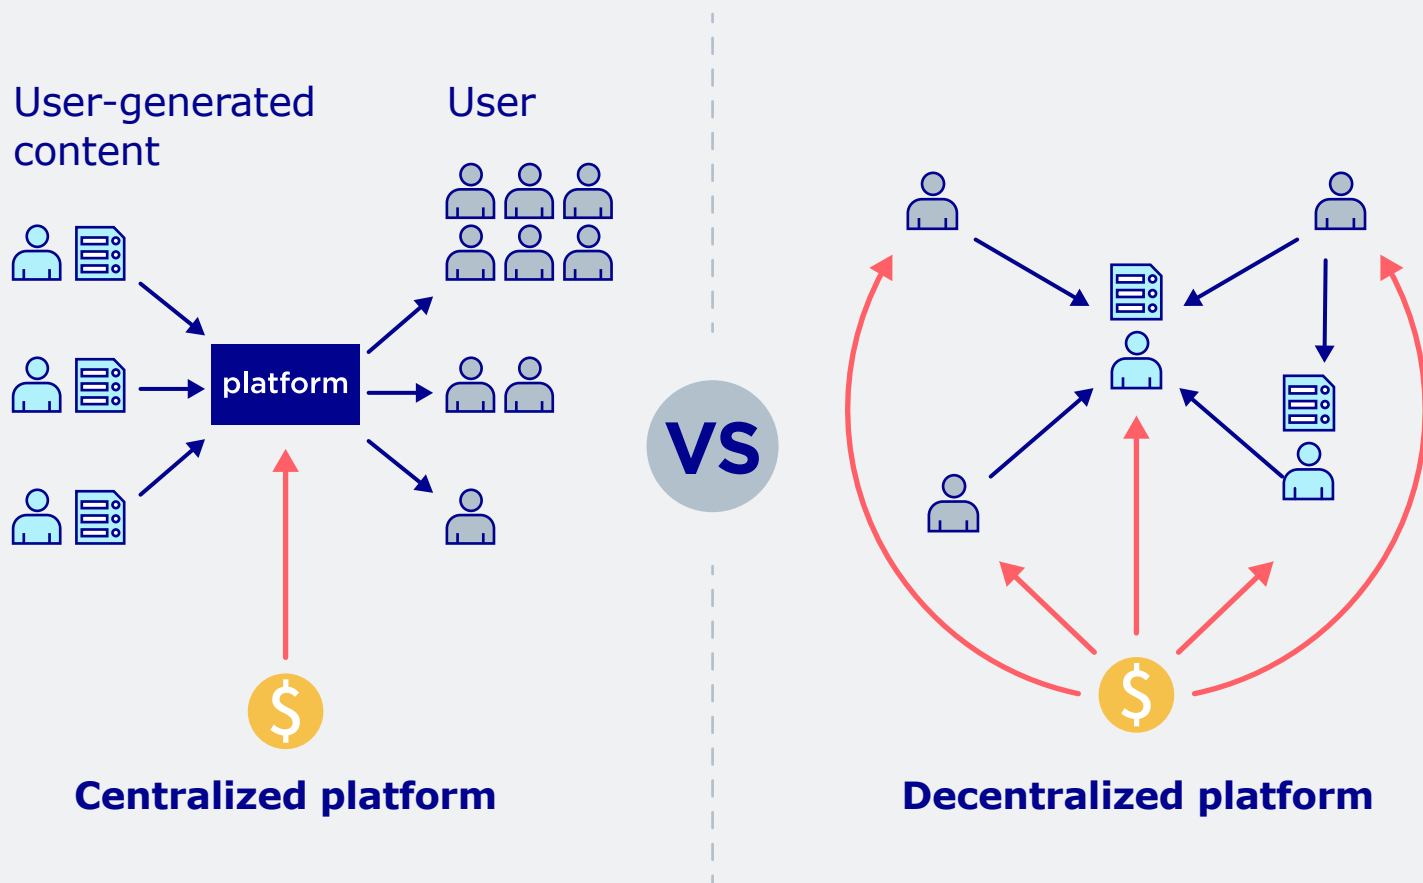 User-generated
content
User
platform
$
Centralized platform
VS
$
Decentralized platform